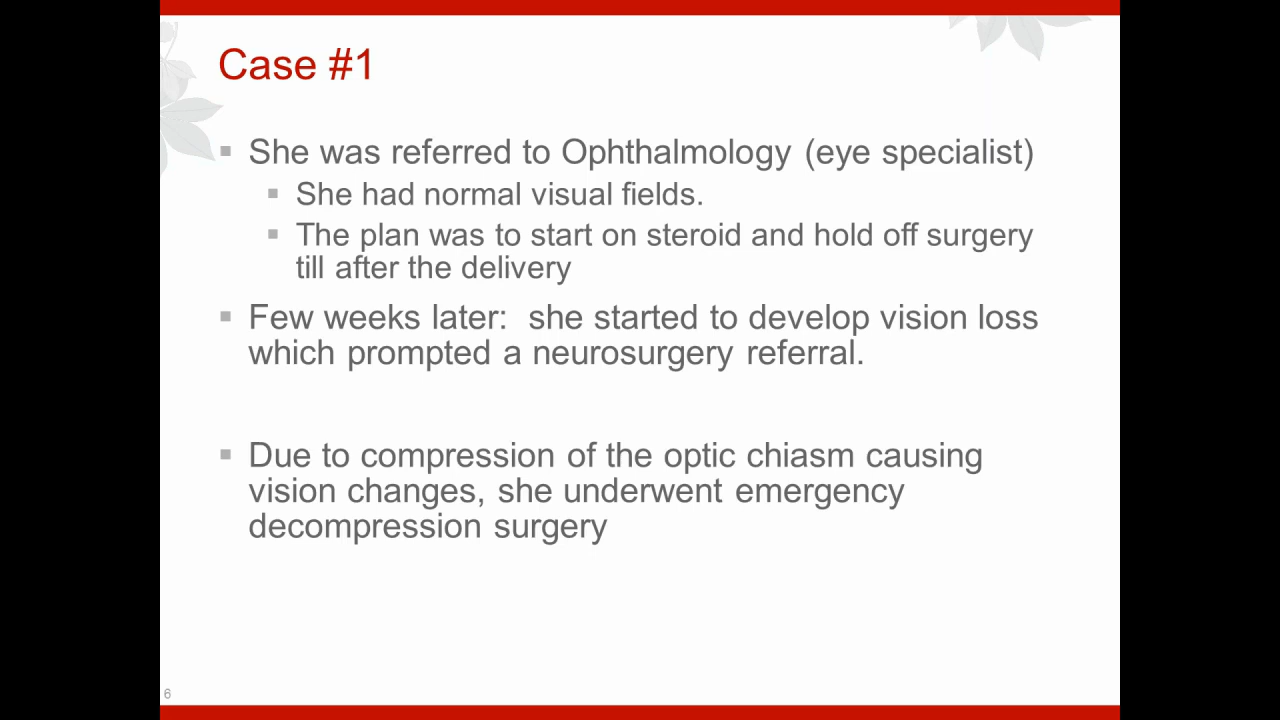 Case #1
She was referred to Ophthalmology (eye specialist)
She had normal visual fields.
The plan was to start on steroid and hold off surgery
till after the delivery
Few weeks later:  she started to develop vision loss
which prompted a neurosurgery referral.
Due to compression of the optic chiasm causing
vision changes, she underwent emergency
decompression surgery
6